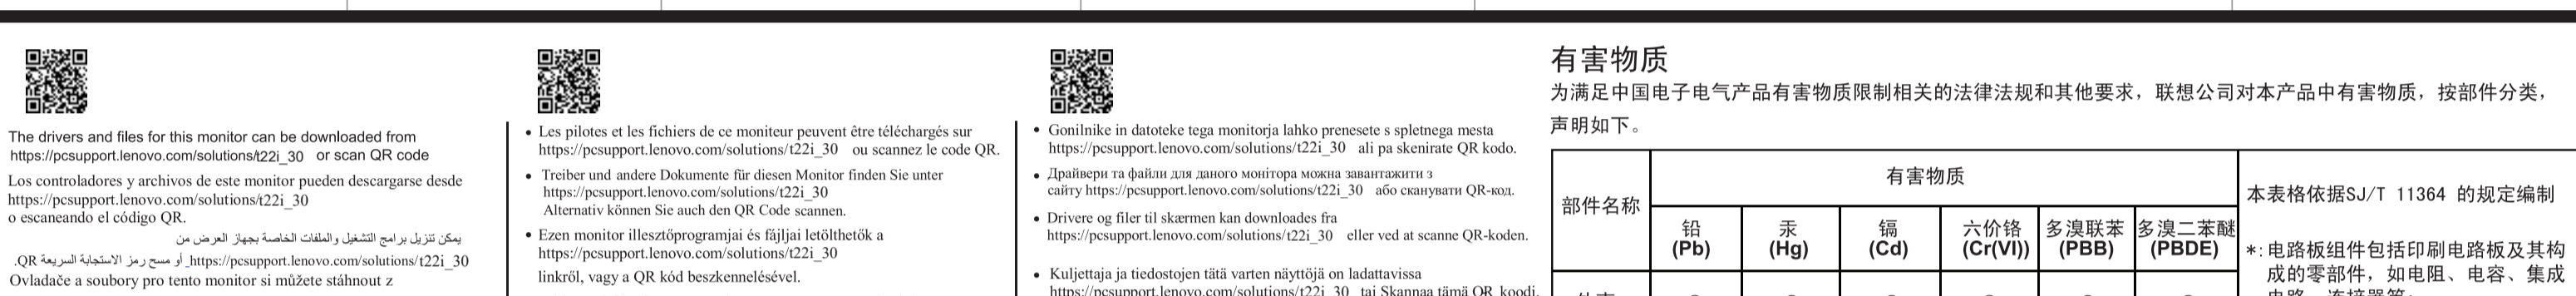 The drivers and files for this monitor can be downloaded from
https://pcsupport.lenovo.com/solutions/t22i_30 or scan QR code
Los controladores y archivos de este monitor pueden descargarse desde
https://pcsupport.lenovo.com/solutions/t22i_30
o escaneando el código QR.
يمكن تنزيل برامج التشغيل والملفات الخاصة بجهاز العرض من
https://pcsupport.lenovo.com/solutions/t22i_30_ أو مسح رمز الاستجابة السريعة QR.
Ovladače a soubory pro tento monitor si můžete stáhnout z
• Les pilotes et les fichiers de ce moniteur peuvent être téléchargés sur
https://pcsupport.lenovo.com/solutions/t22i_30 ou scannez le code QR.
• Treiber und andere Dokumente für diesen Monitor finden Sie unter
https://pcsupport.lenovo.com/solutions/t22i_30
Alternativ können Sie auch den QR Code scannen.
• Ezen monitor illesztőprogramjai és fájljai letölthetők a
https://pcsupport.lenovo.com/solutions/t22i_30
linkről, vagy a QR kód beszkennelésével.
• Gonilnike in datoteke tega monitorja lahko prenesete s spletnega mesta
https://pcsupport.lenovo.com/solutions/t22i_30 ali pa skenirate QR kodo.
• Драйвери та файли для даного монітора можна завантажити з
сайту https://pcsupport.lenovo.com/solutions/t22i_30 або сканувати QR-код.
• Drivere og filer til skærmen kan downloades fra
https://pcsupport.lenovo.com/solutions/t22i_30 eller ved at scanne QR-koden.
• Kuljettaja ja tiedostojen tätä varten näyttöjä on ladattavissa
https://pcsupport.lenovo.com/solutions/t22i_30 tai Skannaa tämä QR koodi.
有害物质
为满足中国电子电气产品有害物质限制相关的法律法规和其他要求，联想公司对本产品中有害物质，按部件分类，
声明如下。
部件名称
有害物质
铅
(Pb)
汞
(Hg)
镉
(Cd)
六价铬
(Cr(VI))
多溴联苯
(PBB)
多溴二苯醚
(PBDE)
本表格依据SJ/T 11364 的规定编制
*：电路板组件包括印刷电路板及其构
成的零部件，如电阻、电容、集成